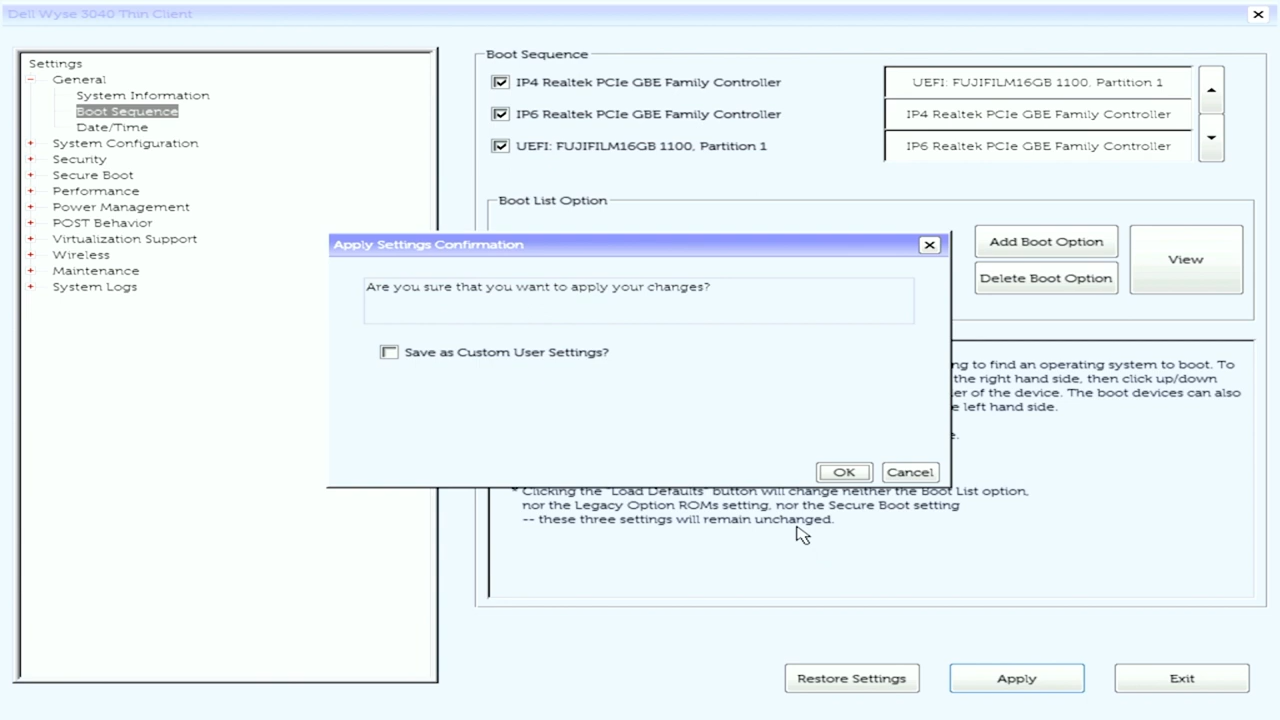 Dell Wyse 3040 Thin Client
Settings
General
System Information
Boot Sequence
Date/Time
System Configuration
Security
Secure Boot
Performance
Power Management
POST Behavior
Virtualization Support
Wireless
Maintenance
System Logs
Boot Sequence
IP4 Realtek PCIe GBE Family Controller
IP6 Realtek PCIe GBE Family Controller
UEFI: FUJIFILM16GB 1100, Partition 1
UEFI: FUJIFILM16GB 1100, Partition 1
IP4 Realtek PCIe GBE Family Controller
IP6 Realtek PCIe GBE Family Controller
Boot List Option
Add Boot Option
Delete Boot Option
View
Apply Settings Confirmation
Are you sure that you want to apply your changes?
Save as Custom User Settings?
OK
Cancel
to find an operating system to boot. To
the right hand side, then click up/down
of the device. The boot devices can also
left hand side.
Clicking the "Load Defaults" button will change neither the Boot List option,
nor the Legacy Option ROMs setting, nor the Secure Boot setting
-- these three settings will remain unchanged.
Restore Settings
Apply
Exit